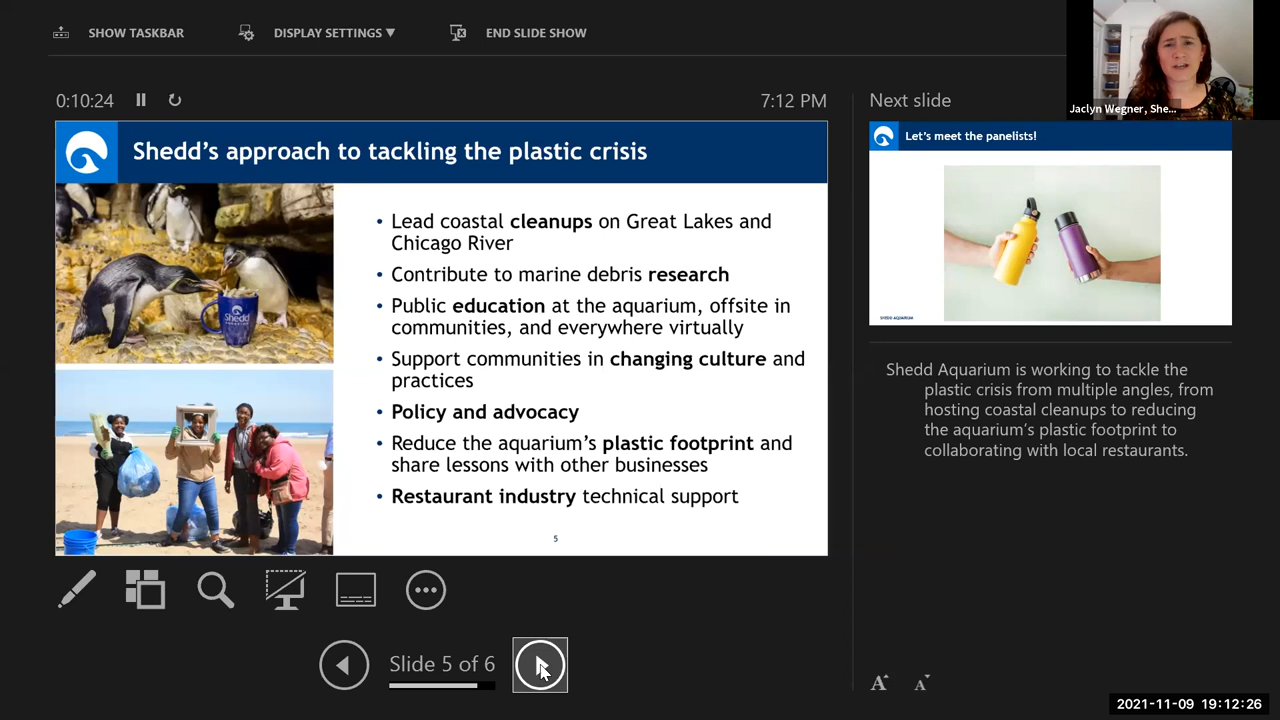 SHOW TASKBAR
DISPLAY SETTINGS ▼
END SLIDE SHOW
0:10:24
7:12 PM
Next slide
Jaclyn Wegner, She...
Shedd's approach to tackling the plastic crisis
Shedd
AQUARIUM
• Lead coastal cleanups on Great Lakes and
Chicago River
• Contribute to marine debris research
• Public education at the aquarium, offsite in
communities, and everywhere virtually
• Support communities in changing culture and
practices
• Policy and advocacy
• Reduce the aquarium's plastic footprint and
share lessons with other businesses
• Restaurant industry technical support
5
Let's meet the panelists!
SHEDD AQUARIUM
Shedd Aquarium is working to tackle the
plastic crisis from multiple angles, from
hosting coastal cleanups to reducing
the aquarium's plastic footprint to
collaborating with local restaurants.
Slide 5 of 6
A
A
2021-11-09 19:12:26